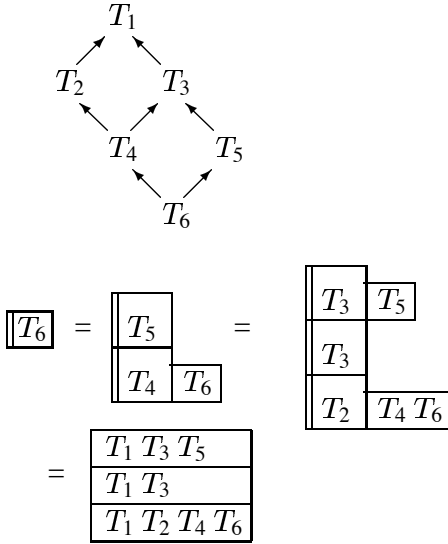 T₁
T₂ T₃
T₄ T₅
T₆
T₃ T₅
T₆ = T₅ = T₃
T₄ T₆ T₂ T₄ T₆
T₁ T₃ T₅
= T₁ T₃
T₁ T₂ T₄ T₆